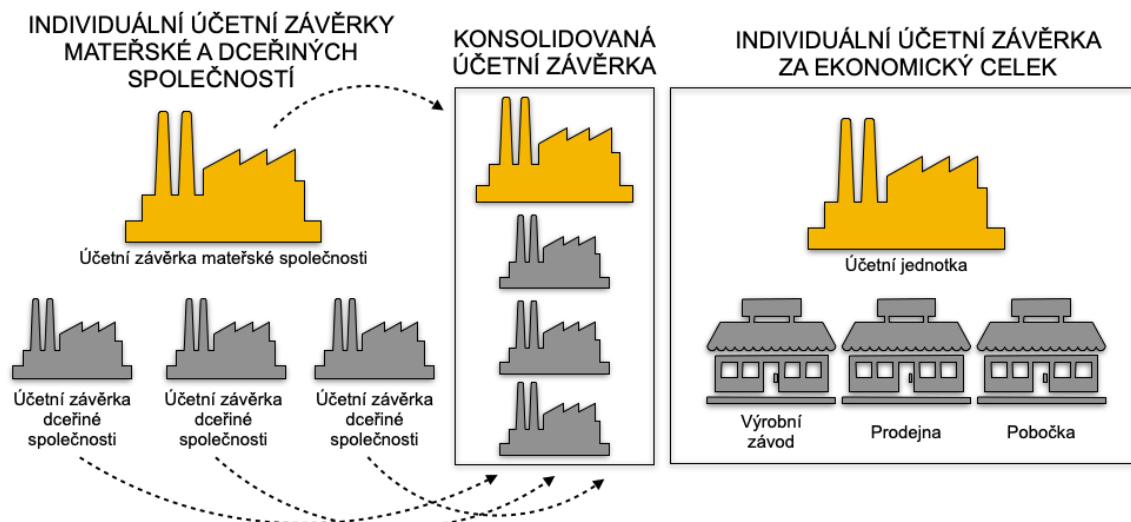 INDIVIDUÁLNÍ ÚČETNÍ ZÁVĚRKY
MATEŘSKÉ A DCEŘINÝCH
SPOLEČNOSTÍ
Účetní závěrka mateřské společnosti
Účetní závěrka
dceřiné
společnosti
Účetní závěrka
dceřiné
společnosti
Účetní závěrka
dceřiné
společnosti
KONSOLIDOVANÁ
ÚČETNÍ ZÁVĚRKA
INDIVIDUÁLNÍ ÚČETNÍ ZÁVĚRKA
ZA EKONOMICKÝ CELEK
Účetní jednotka
Výrobní
závod
Prodejna
Pobočka